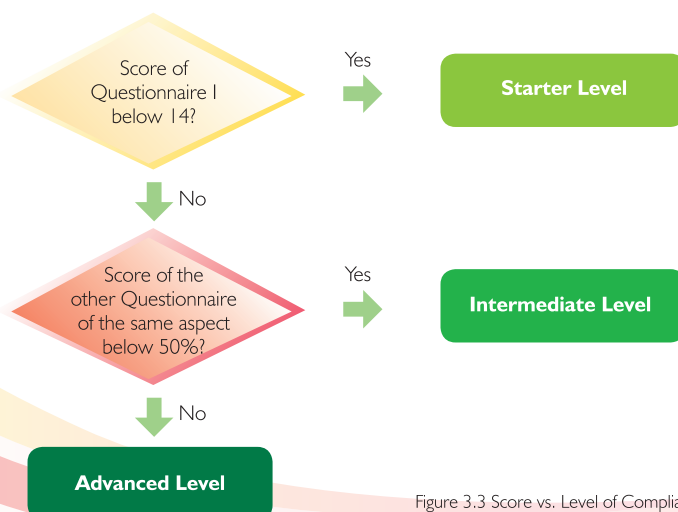 Score of
Questionnaire I
below 14?
Yes
Starter Level
No
Score of the
other Questionnaire
of the same aspect
below 50%?
Yes
Intermediate Level
No
Advanced Level
Figure 3.3 Score vs. Level of